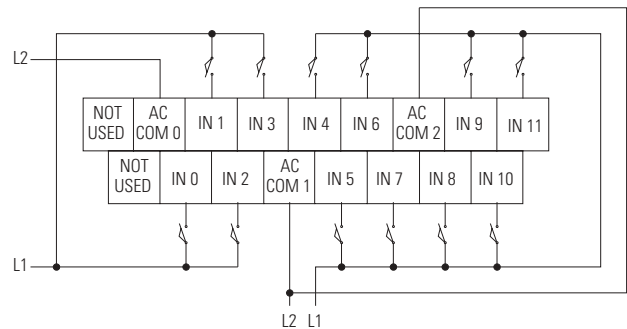 L2
NOT USED
AC COM 0
IN 1
IN 3
IN 4
IN 6
AC COM 2
IN 9
IN 11
NOT USED
IN 0
IN 2
AC COM 1
IN 5
IN 7
IN 8
IN 10
L1
L2 L1